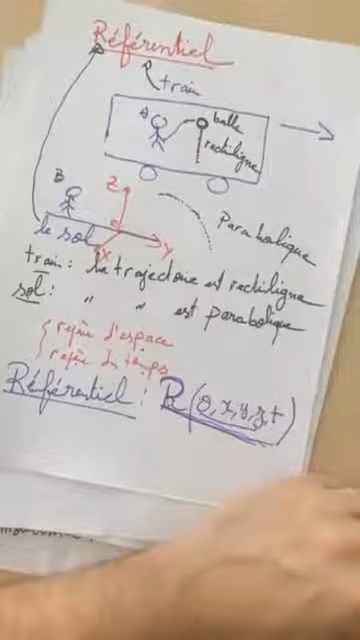 Référentiel
train
A
balle
rectiligne
B
Z
Parabolique
O
le sol
X
Y
train : la trajectoire est rectiligne
sol : " " est parabolique
{ repère d'espace
{ repère du temps
Référentiel : R(o, x, y, z, t)